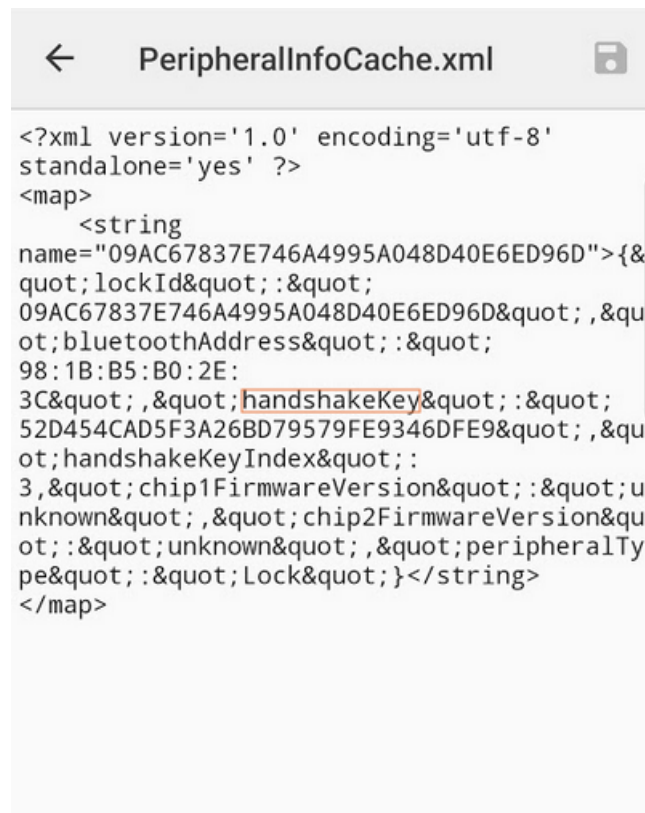 PeripheralInfoCache.xml
<?xml version='1.0' encoding='utf-8'
standalone='yes' ?>
<map>
    <string
name="09AC67837E746A4995A048D40E6ED96D">{&
quot;lockId&quot;:&quot;
09AC67837E746A4995A048D40E6ED96D&quot;,&qu
ot;bluetoothAddress&quot;:&quot;
98:1B:B5:B0:2E:
3C&quot;,&quot;handshakeKey&quot;:&quot;
52D454CAD5F3A26BD79579FE9346DFE9&quot;,&qu
ot;handshakeKeyIndex&quot;:
3,&quot;chip1FirmwareVersion&quot;:&quot;u
nknown&quot;,&quot;chip2FirmwareVersion&qu
ot;:&quot;unknown&quot;,&quot;peripheralTy
pe&quot;:&quot;Lock&quot;}</string>
</map>